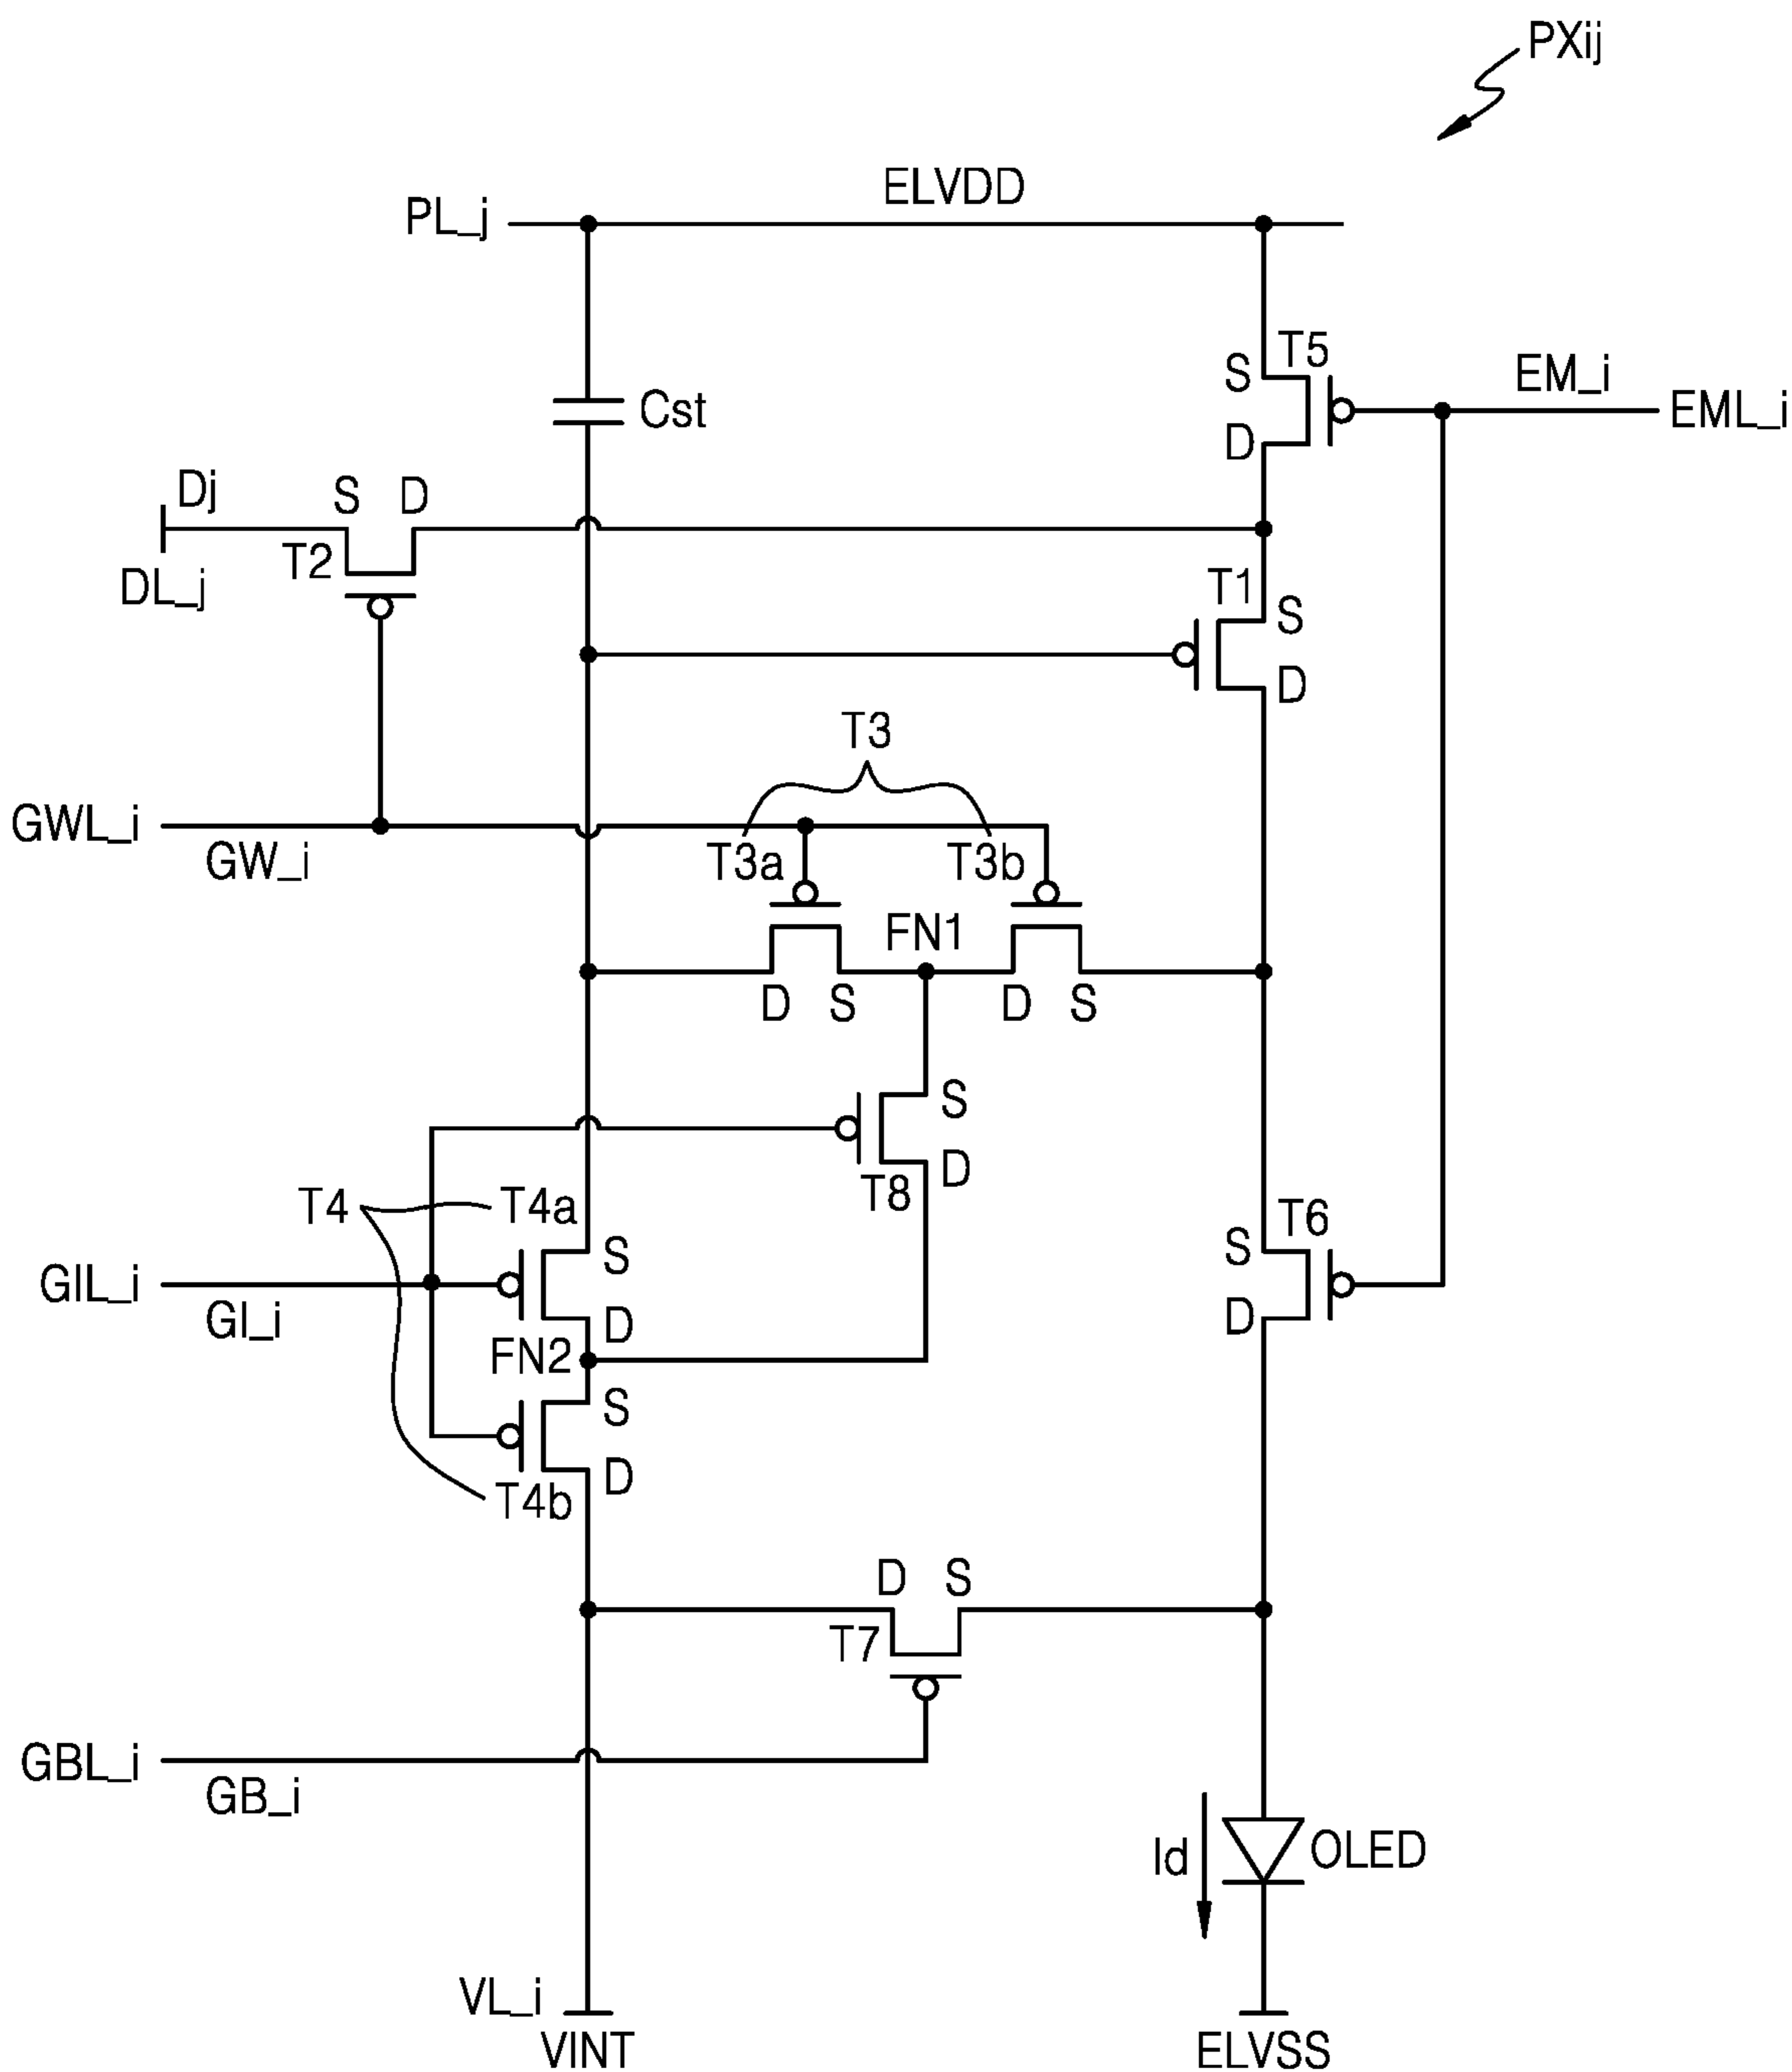 PXij
PL_j
ELVDD
T5
S
EM_i
EML_i
Cst
D
Dj
S
D
T2
DL_j
T1
S
D
T3
GWL_i
GW_i
T3a
T3b
FN1
D
S
D
S
S
D
T8
T4
T4a
T6
S
S
GIL_i
GI_i
D
D
FN2
S
D
T4b
D
S
T7
GBL_i
GB_i
Id
OLED
VL_i
VINT
ELVSS